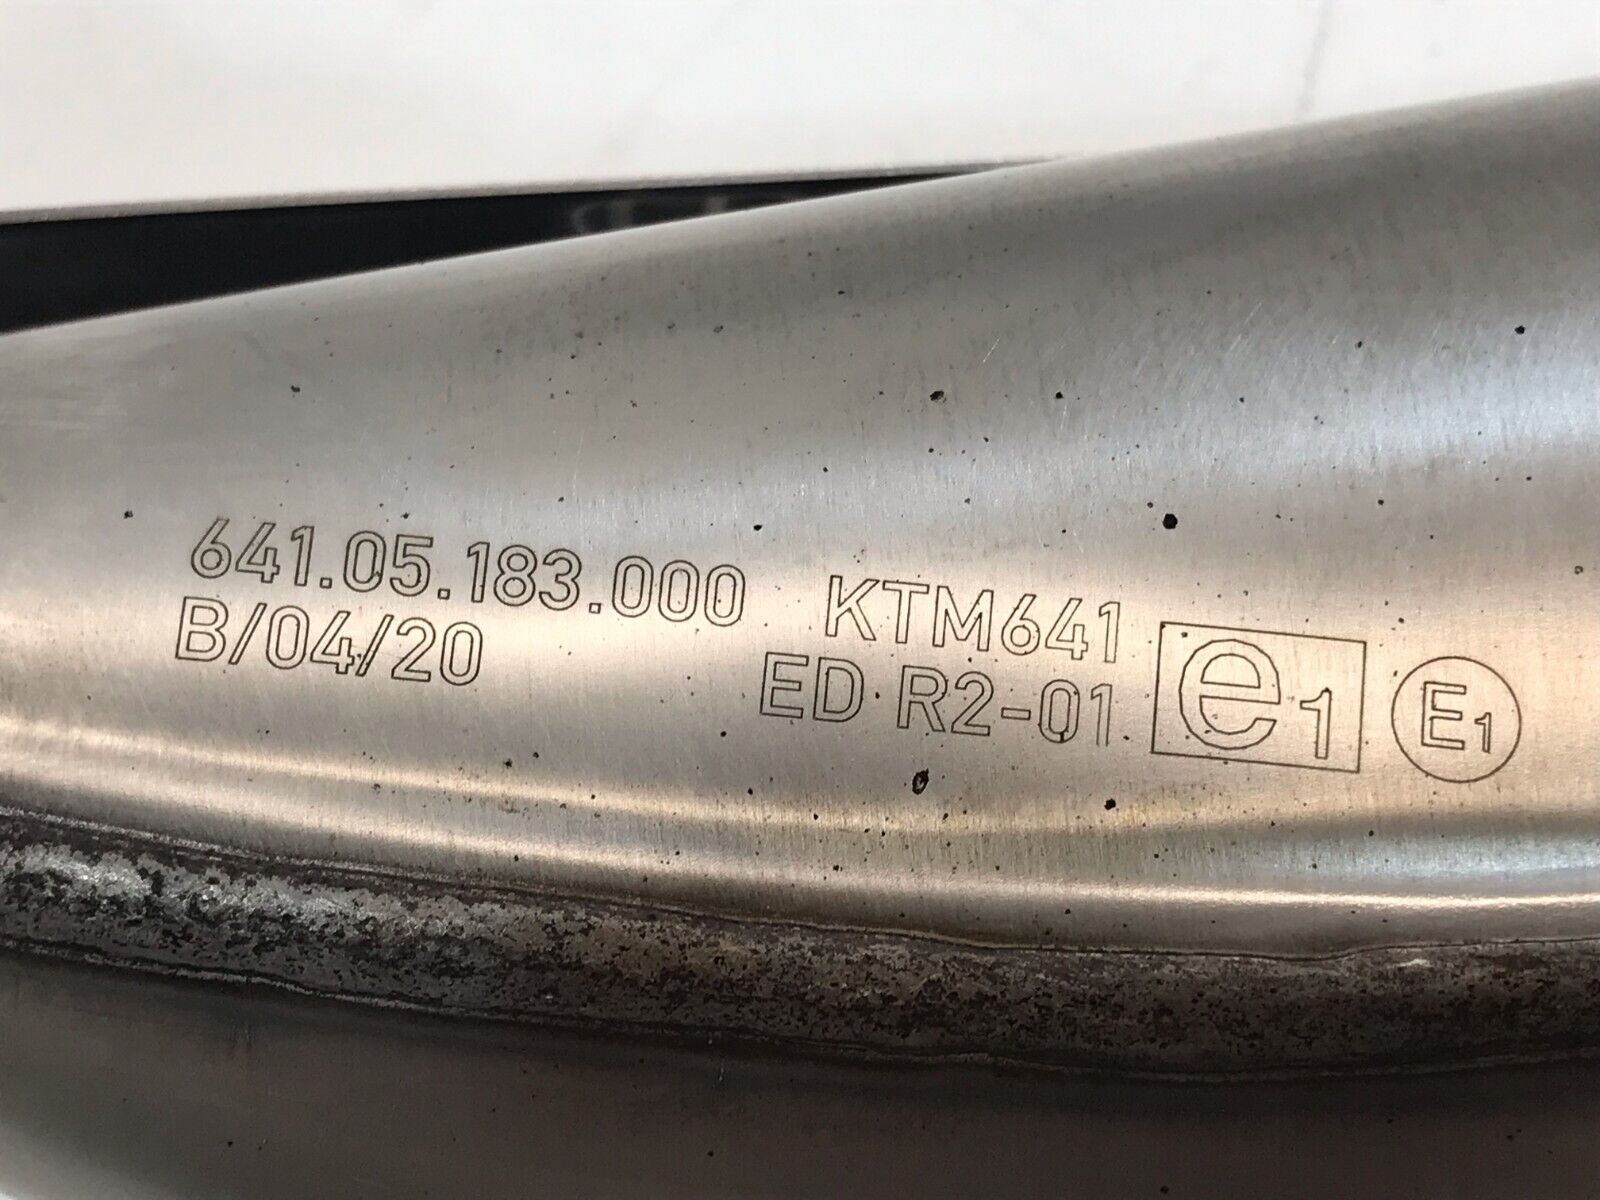 641.05.183.000
B/04/20
KTM641
ED R2-01
e1
E1